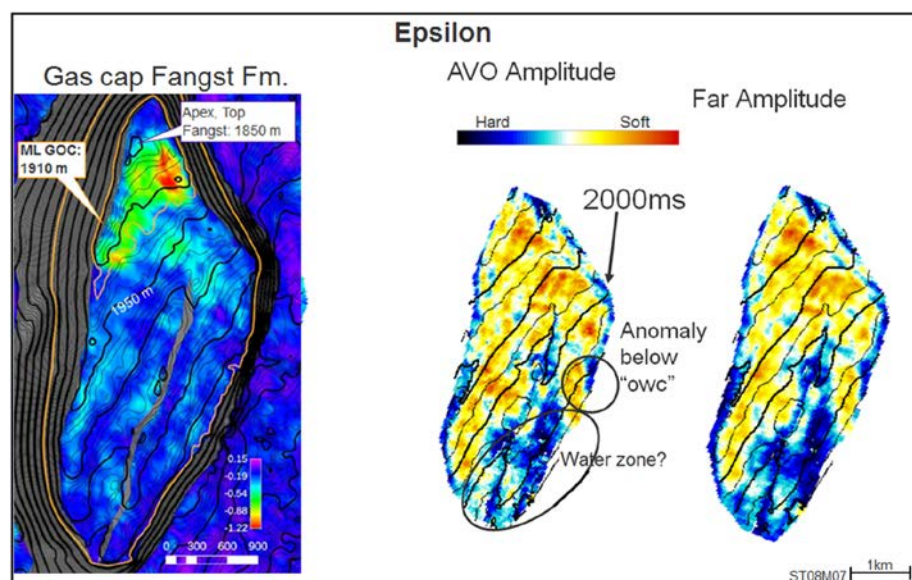 Epsilon
Gas cap Fangst Fm.
Apex, Top
Fangst: 1850 m
ML GOC:
1910 m
1950 m
0.15
-0.19
-0.54
-0.88
-1.22
0 300 600 900
AVO Amplitude
Far Amplitude
Hard
Soft
2000ms
Anomaly
below
“owc”
Water zone?
ST08M07
1km